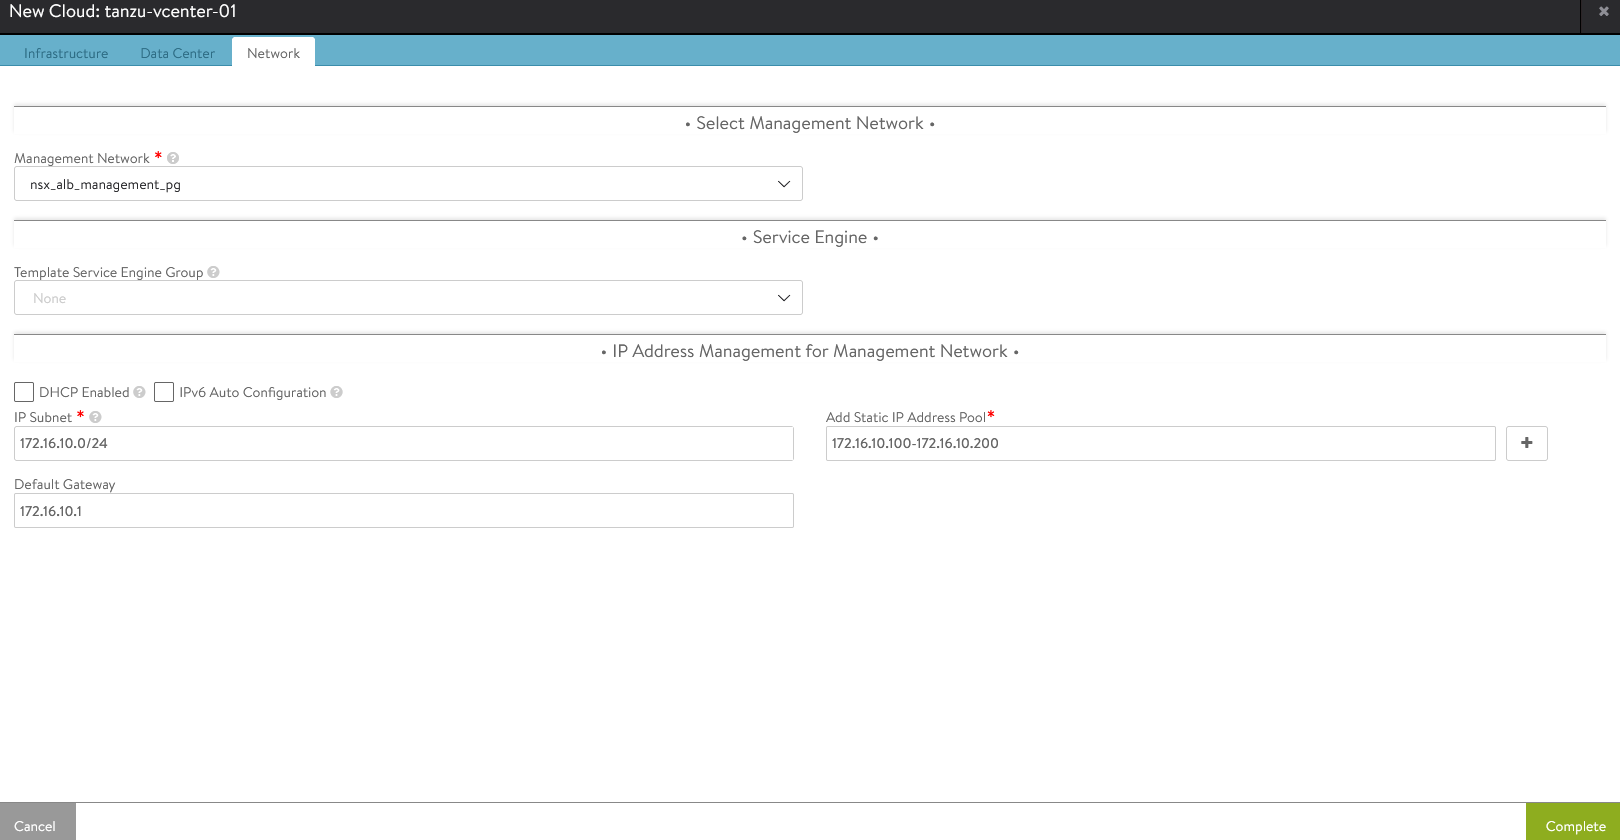 New Cloud: tanzu-vcenter-01
Infrastructure Data Center Network
• Select Management Network •
Management Network * ?
nsx_alb_management_pg
• Service Engine •
Template Service Engine Group ?
None
• IP Address Management for Management Network •
DHCP Enabled ? IPv6 Auto Configuration ?
IP Subnet * ? Add Static IP Address Pool*
172.16.10.0/24 172.16.10.100-172.16.10.200 +
Default Gateway
172.16.10.1
Cancel Complete